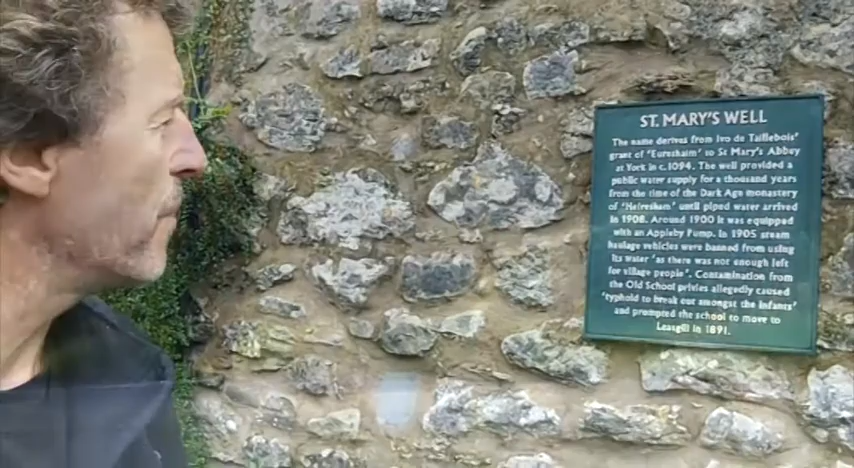 ST. MARY'S WELL
The name derives from Ivo de Taillebois'
grant of "Euresham" to St Mary's Abbey
at York in c.1094. The well provided a
public water supply for a thousand years
from the time of the Dark Age monastery
of "Hefresham" until piped water arrived
in 1908. Around 1900 it was equipped
with an Appleby Pump. In 1905 steam
haulage vehicles were banned from using
its water "as there was not enough left
for village people". Contamination from
the Old School privies allegedly caused
"typhoid to break out amongst the infants"
and prompted the school to move to
Leasgill in 1891.